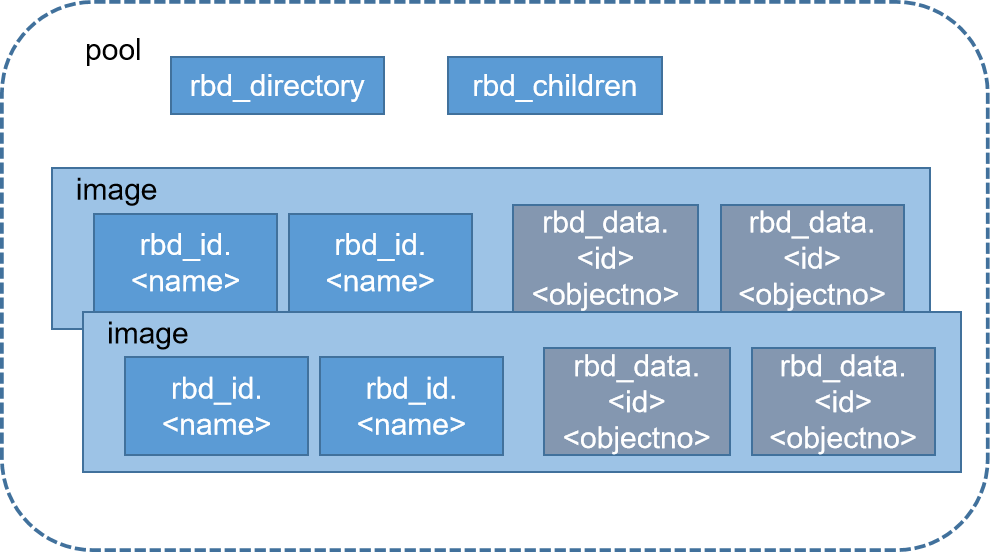 pool
rbd_directory
rbd_children
image
rbd_id.
<name>
rbd_id.
<name>
rbd_data.
<id>
<objectno>
rbd_data.
<id>
<objectno>
image
rbd_id.
<name>
rbd_id.
<name>
rbd_data.
<id>
<objectno>
rbd_data.
<id>
<objectno>